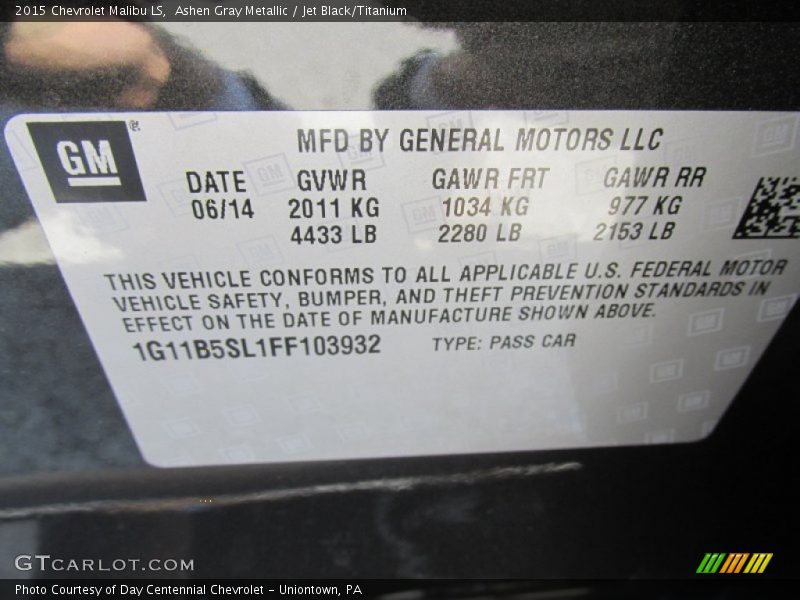 2015 Chevrolet Malibu LS,  Ashen Gray Metallic / Jet Black/Titanium
GM
MFD BY GENERAL MOTORS LLC
DATE GVWR GAWR FRT GAWR RR
06/14 2011 KG 1034 KG 977 KG
4433 LB 2280 LB 2153 LB
THIS VEHICLE CONFORMS TO ALL APPLICABLE U.S. FEDERAL MOTOR
VEHICLE SAFETY, BUMPER, AND THEFT PREVENTION STANDARDS IN
EFFECT ON THE DATE OF MANUFACTURE SHOWN ABOVE.
1G11B5SL1FF103932 TYPE: PASS CAR
GTCARLOT.COM
Photo Courtesy of Day Centennial Chevrolet - Uniontown, PA